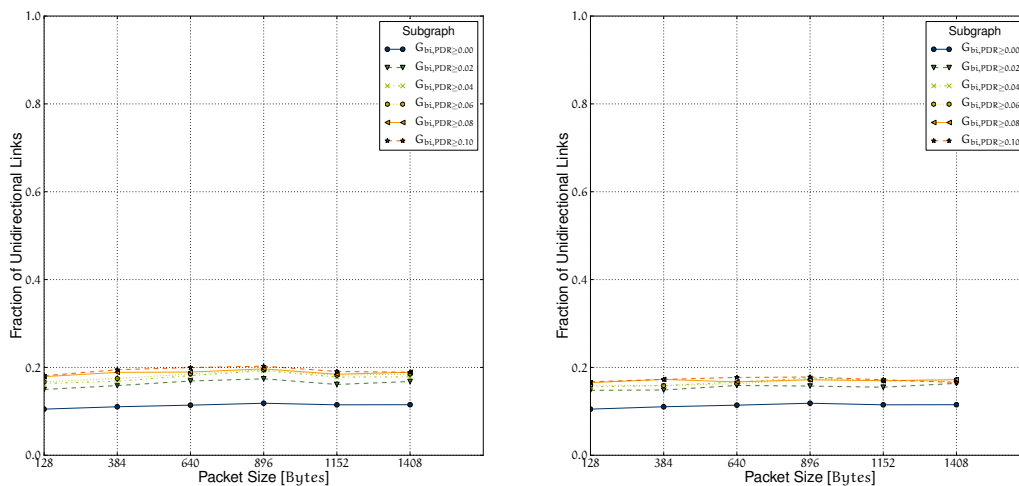 Fraction of Unidirectional Links
1.0
0.8
0.6
0.4
0.2
0.0
Subgraph
G_bi,PDR≥0.00
G_bi,PDR≥0.02
G_bi,PDR≥0.04
G_bi,PDR≥0.06
G_bi,PDR≥0.08
G_bi,PDR≥0.10
128 384 640 896 1152 1408
Packet Size [Bytes]
Fraction of Unidirectional Links
1.0
0.8
0.6
0.4
0.2
0.0
Subgraph
G_bi,PDR≥0.00
G_bi,PDR≥0.02
G_bi,PDR≥0.04
G_bi,PDR≥0.06
G_bi,PDR≥0.08
G_bi,PDR≥0.10
128 384 640 896 1152 1408
Packet Size [Bytes]